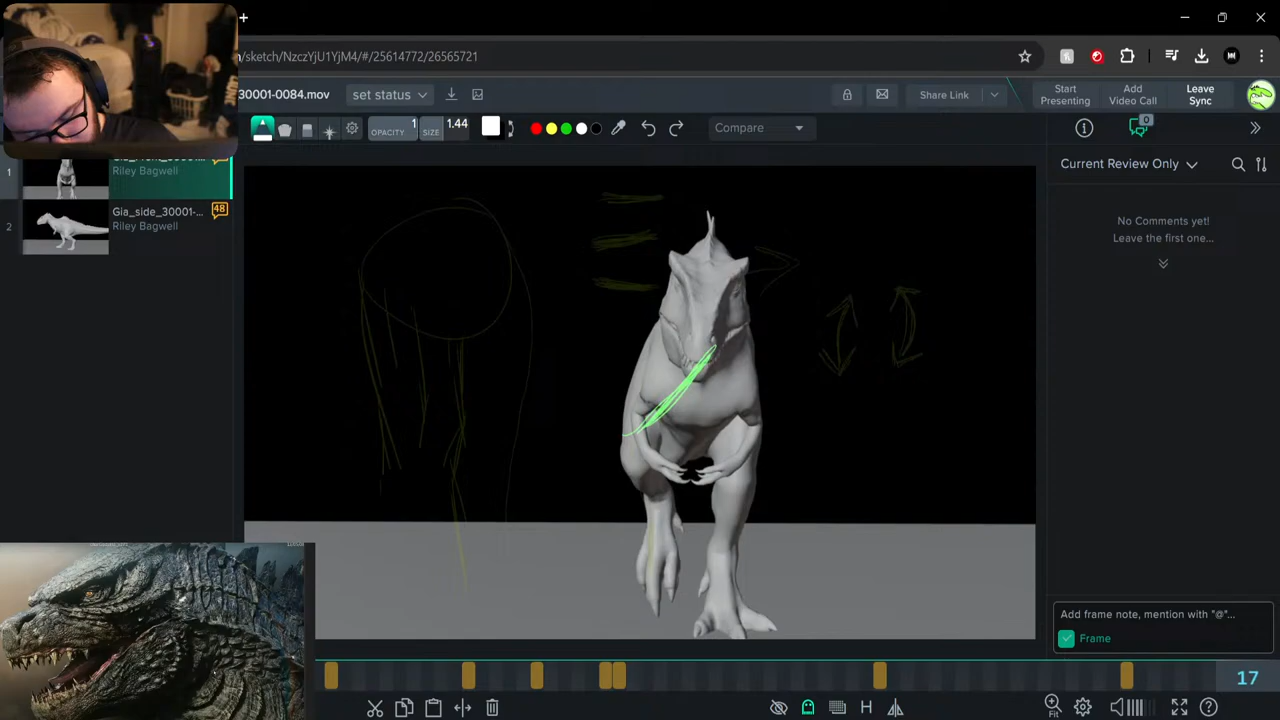 /sketch/NzczYjU1YjM4/#/25614772/26565721
30001-0084.mov
set status
Share Link
Start Presenting
Add Video Call
Leave Sync
OPACITY 1
SIZE 1.44
Compare
0
1
Riley Bagwell
Current Review Only
2
Gia_side_30001-...
48
Riley Bagwell
No Comments yet!
Leave the first one...
Add frame note, mention with "@"...
Frame
17
Fit
H